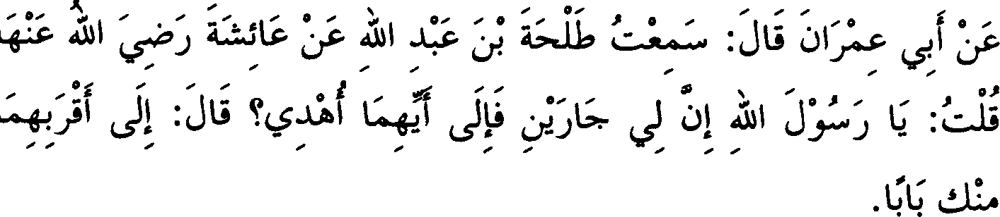 عَنْ أَبِي عِمْرَانَ قَالَ: سَمِعْتُ طَلْحَةَ بْنَ عَبْدِ اللهِ عَنْ عَائِشَةَ رَضِيَ اللهُ عَنْهَا
قُلْتُ: يَا رَسُوْلَ اللهِ إِنَّ لِي جَارَيْنِ فَإِلَى أَيِّهِمَا أُهْدِي؟ قَالَ: إِلَى أَقْرَبِهِمَا
مِنْكِ بَابًا.